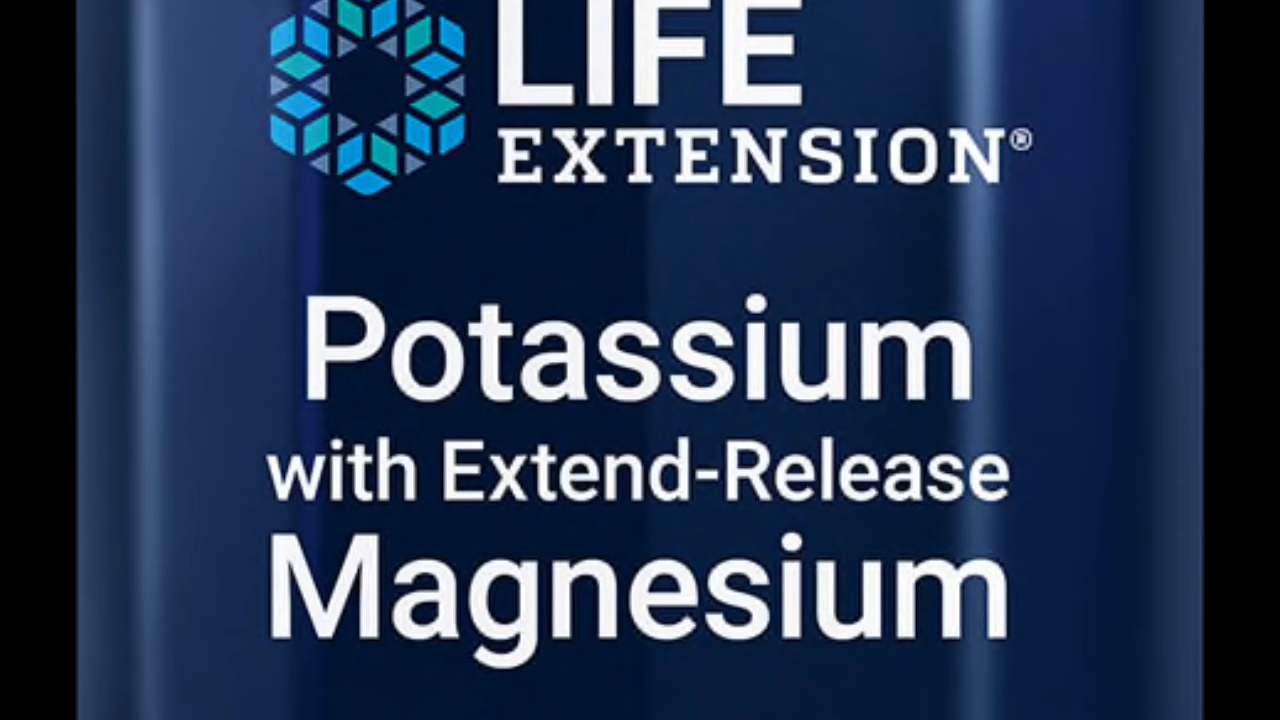 LIFE
EXTENSION®
Potassium
with Extend-Release
Magnesium